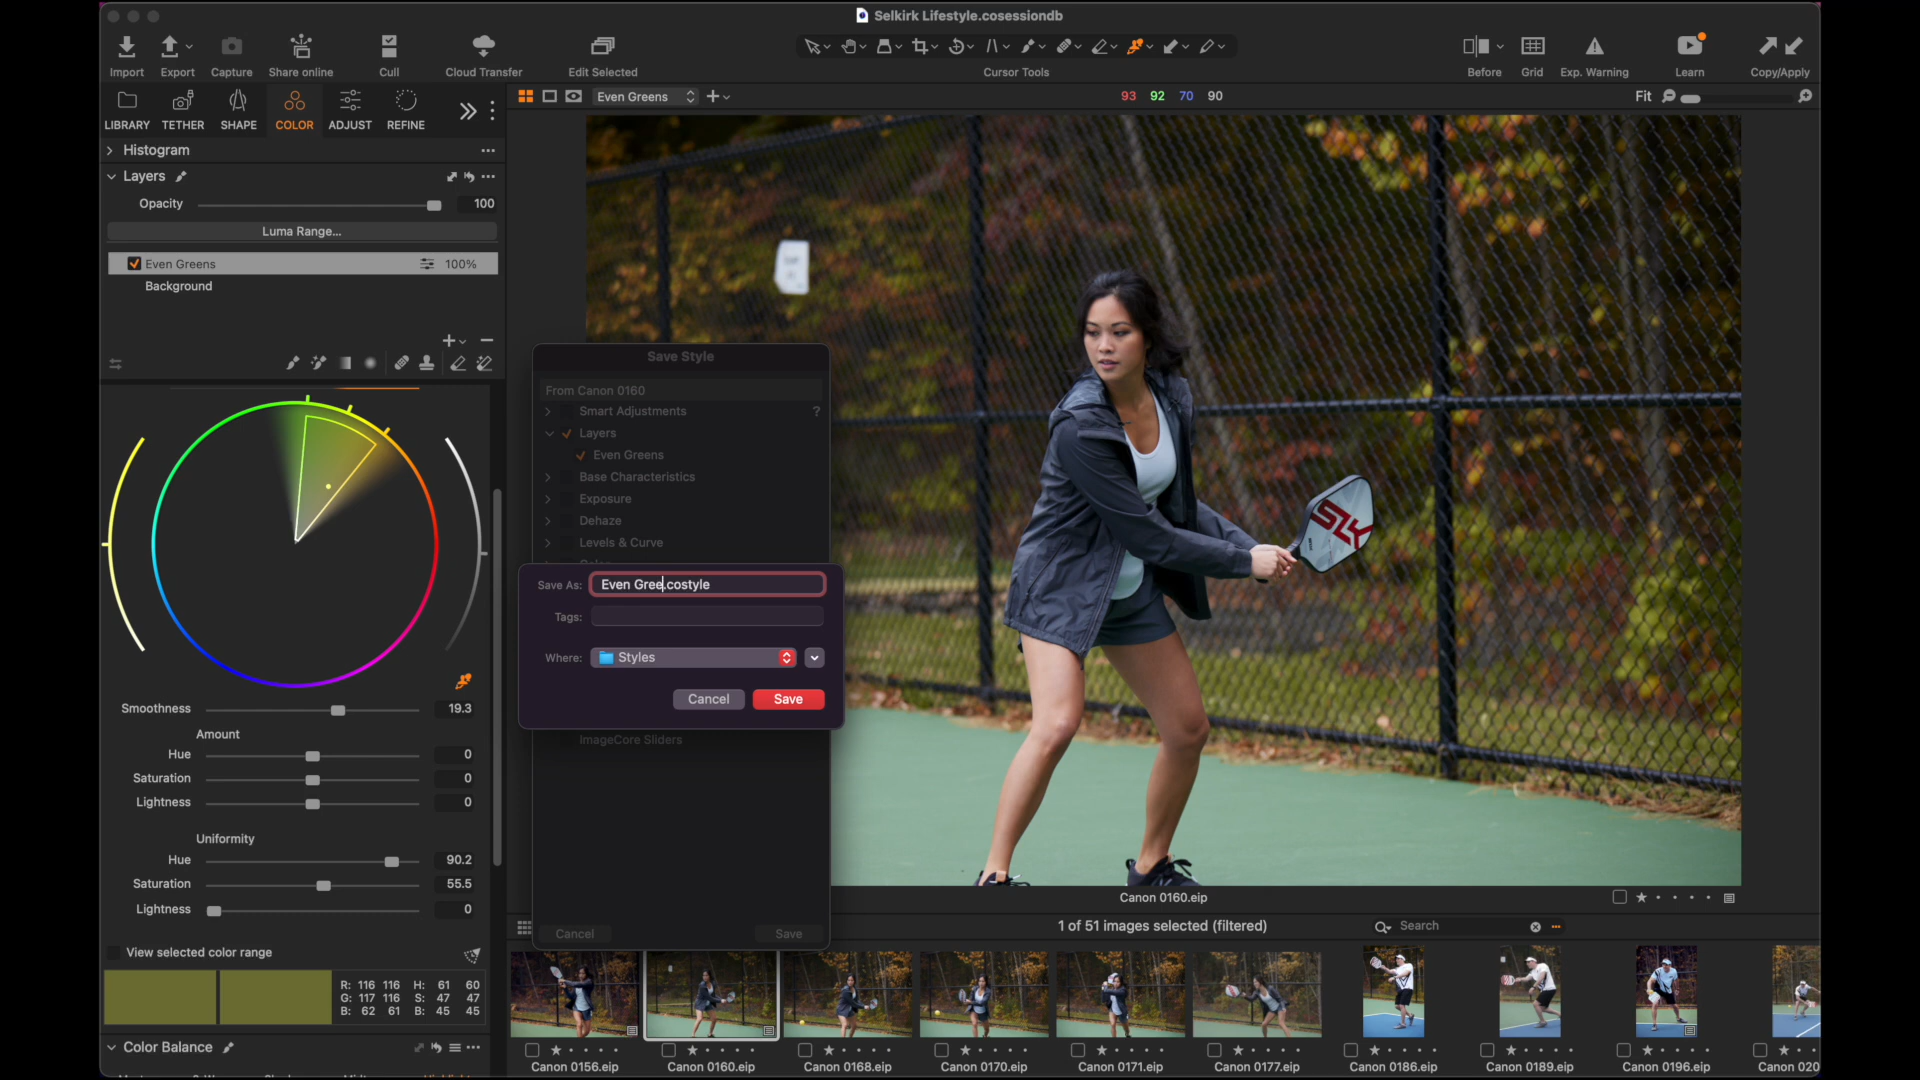 Selkirk Lifestyle.cosessiondb
Import Export Capture Share online Cull Cloud Transfer Edit Selected Cursor Tools Before Grid Exp. Warning Learn Copy/Apply
LIBRARY TETHER SHAPE COLOR ADJUST REFINE
Even Greens 93 92 70 90 Fit
Histogram
Layers
Opacity 100
Luma Range...
Even Greens 100%
Background
Smoothness 19.3
Amount
Hue 0
Saturation 0
Lightness 0
Uniformity
Hue 90.2
Saturation 55.5
Lightness 0
View selected color range
R: 116 116 H: 61 60
G: 117 116 S: 47 47
B: 62 61 B: 45 45
Color Balance
Save Style
From Canon 0160
Smart Adjustments ?
Layers
Even Greens
Base Characteristics
Exposure
Dehaze
Levels & Curve
Save As: Even Gree.costyle
Tags:
Where: Styles
Cancel Save
ImageCore Sliders
Cancel Save
SLK
Canon 0160.eip
1 of 51 images selected (filtered) Search
Canon 0156.eip Canon 0160.eip Canon 0168.eip Canon 0170.eip Canon 0171.eip Canon 0177.eip Canon 0186.eip Canon 0189.eip Canon 0196.eip Canon 020